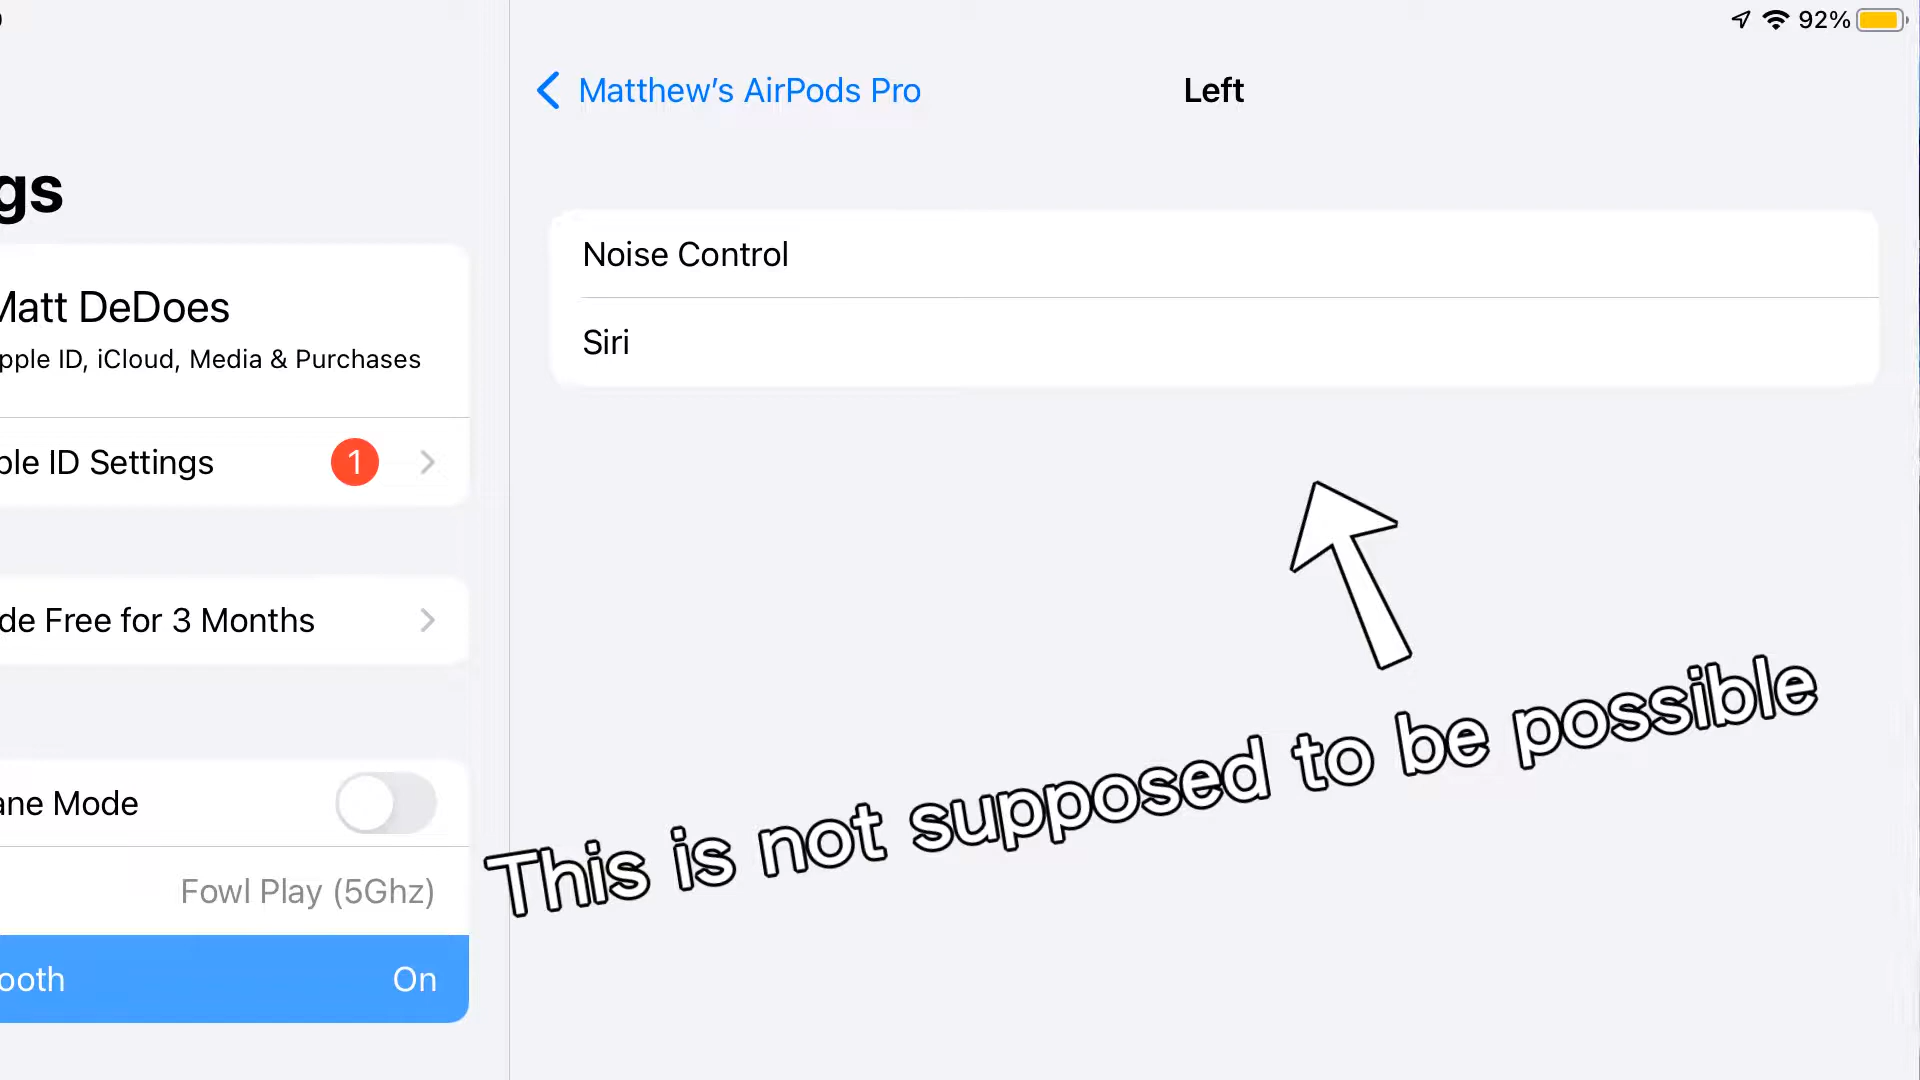 92%
Matthew’s AirPods Pro
Left
gs
Noise Control
Siri
Matt DeDoes
pple ID, iCloud, Media & Purchases
ple ID Settings
1
de Free for 3 Months
ane Mode
Fowl Play (5Ghz)
ooth
On
This is not supposed to be possible